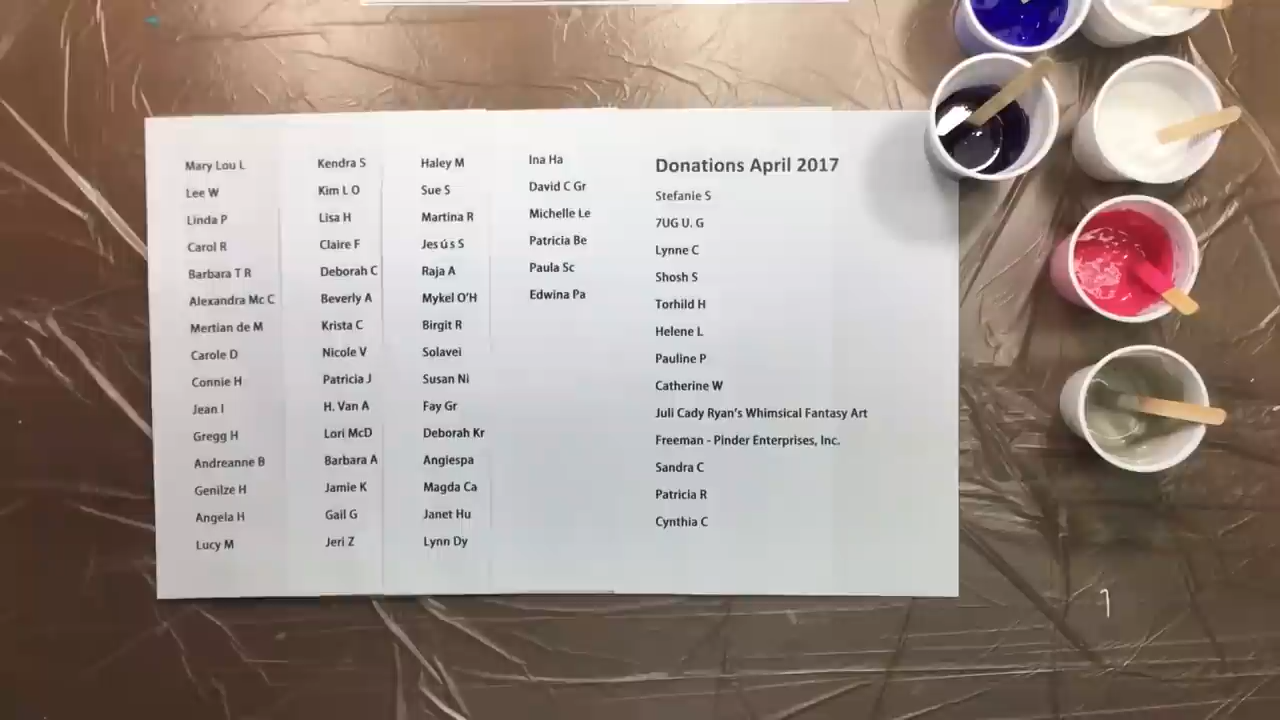 Mary Lou L
Lee W
Linda P
Carol R
Barbara T R
Alexandra Mc C
Mertian de M
Carole D
Connie H
Jean I
Gregg H
Andreanne B
Genilze H
Angela H
Lucy M
Kendra S
Kim L O
Lisa H
Claire F
Deborah C
Beverly A
Krista C
Nicole V
Patricia J
H. Van A
Lori McD
Barbara A
Jamie K
Gail G
Jeri Z
Haley M
Sue S
Martina R
Jesús S
Raja A
Mykel O'H
Birgit R
Solavei
Susan Ni
Fay Gr
Deborah Kr
Angiespa
Magda Ca
Janet Hu
Lynn Dy
Ina Ha
David C Gr
Michelle Le
Patricia Be
Paula Sc
Edwina Pa
Donations April 2017
Stefanie S
7UG U. G
Lynne C
Shosh S
Torhild H
Helene L
Pauline P
Catherine W
Juli Cady Ryan's Whimsical Fantasy Art
Freeman - Pinder Enterprises, Inc.
Sandra C
Patricia R
Cynthia C